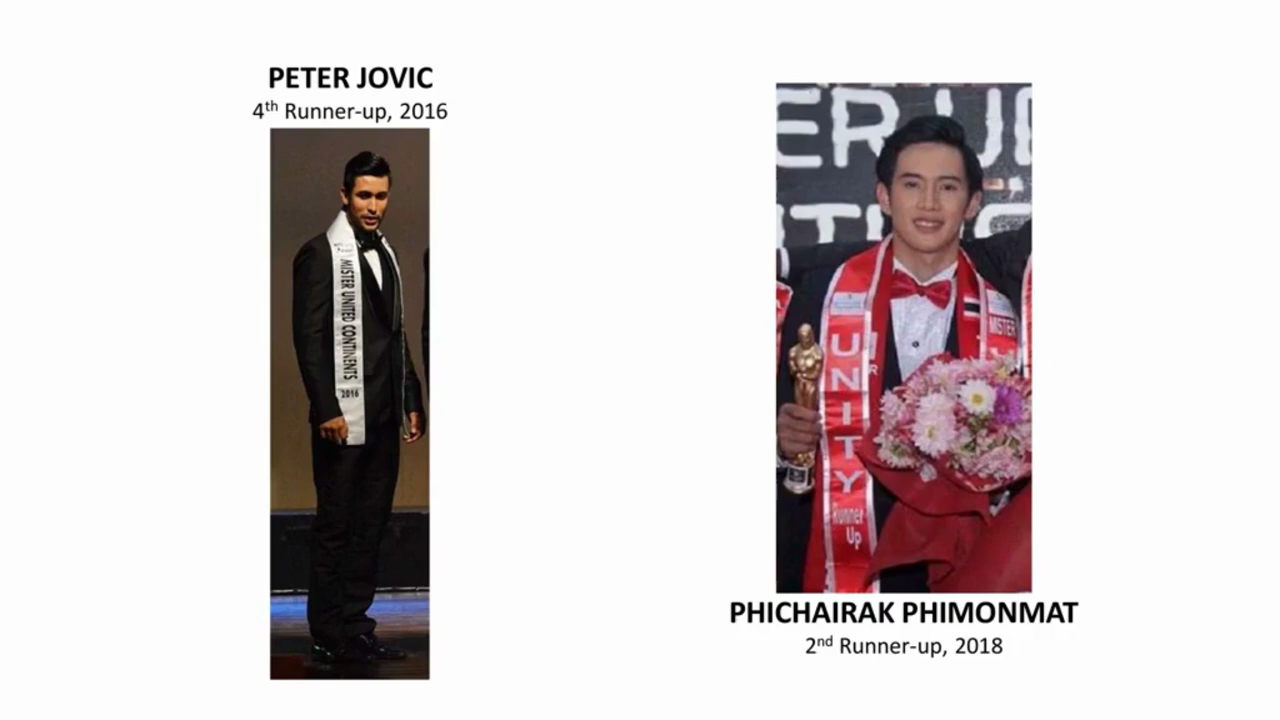 PETER JOVIC
4th Runner-up, 2016
MISTER UNITED CONTINENTS
2016
ER U
UNITY
Runner
Up
MISTER
PHICHAIRAK PHIMONMAT
2nd Runner-up, 2018